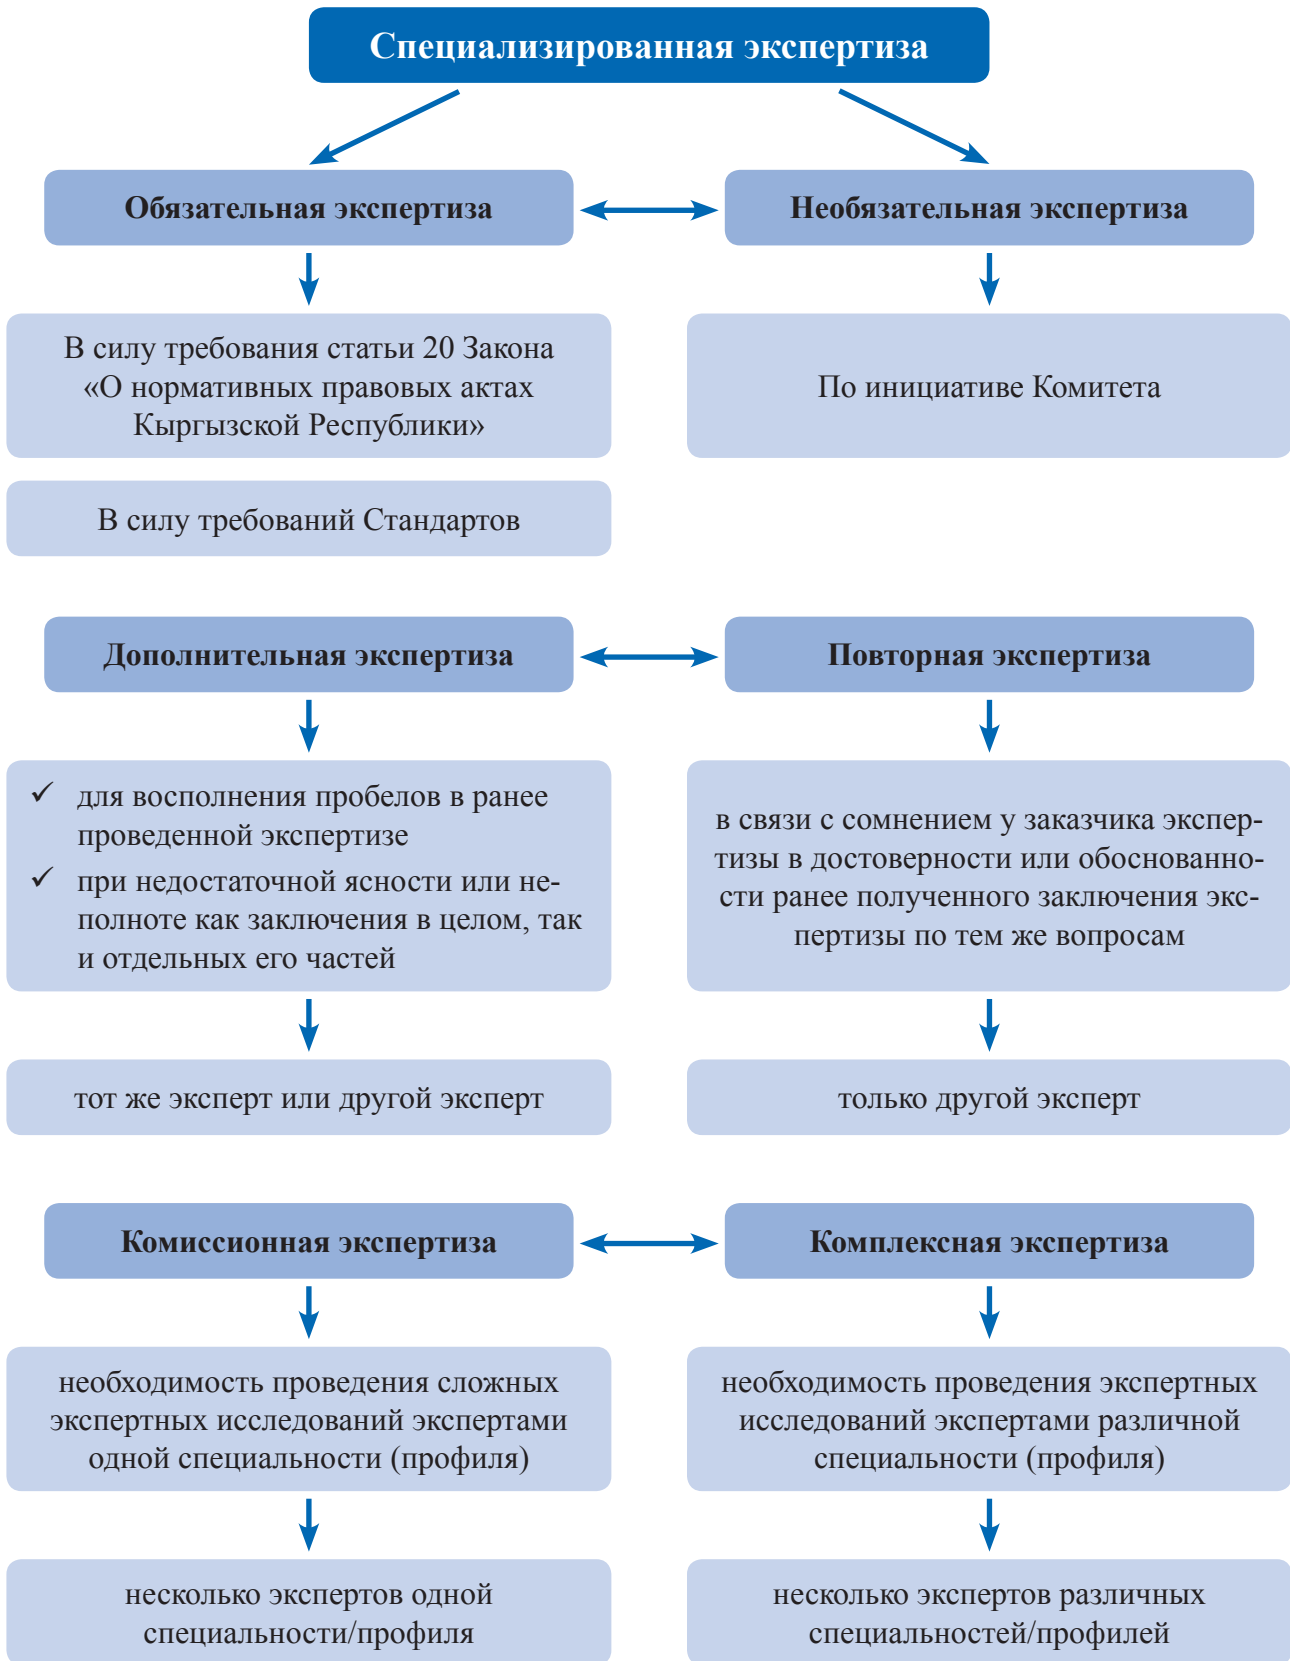 Специализированная экспертиза
Обязательная экспертиза
Необязательная экспертиза
В силу требования статьи 20 Закона
«О нормативных правовых актах
Кыргызской Республики»
По инициативе Комитета
В силу требований Стандартов
Дополнительная экспертиза
Повторная экспертиза
✓ для восполнения пробелов в ранее
проведенной экспертизе
✓ при недостаточной ясности или не-
полноте как заключения в целом, так
и отдельных его частей
в связи с сомнением у заказчика экспер-
тизы в достоверности или обоснованно-
сти ранее полученного заключения экс-
пертизы по тем же вопросам
тот же эксперт или другой эксперт
только другой эксперт
Комиссионная экспертиза
Комплексная экспертиза
необходимость проведения сложных
экспертных исследований экспертами
одной специальности (профиля)
необходимость проведения экспертных
исследований экспертами различной
специальности (профиля)
несколько экспертов одной
специальности/профиля
несколько экспертов различных
специальностей/профилей